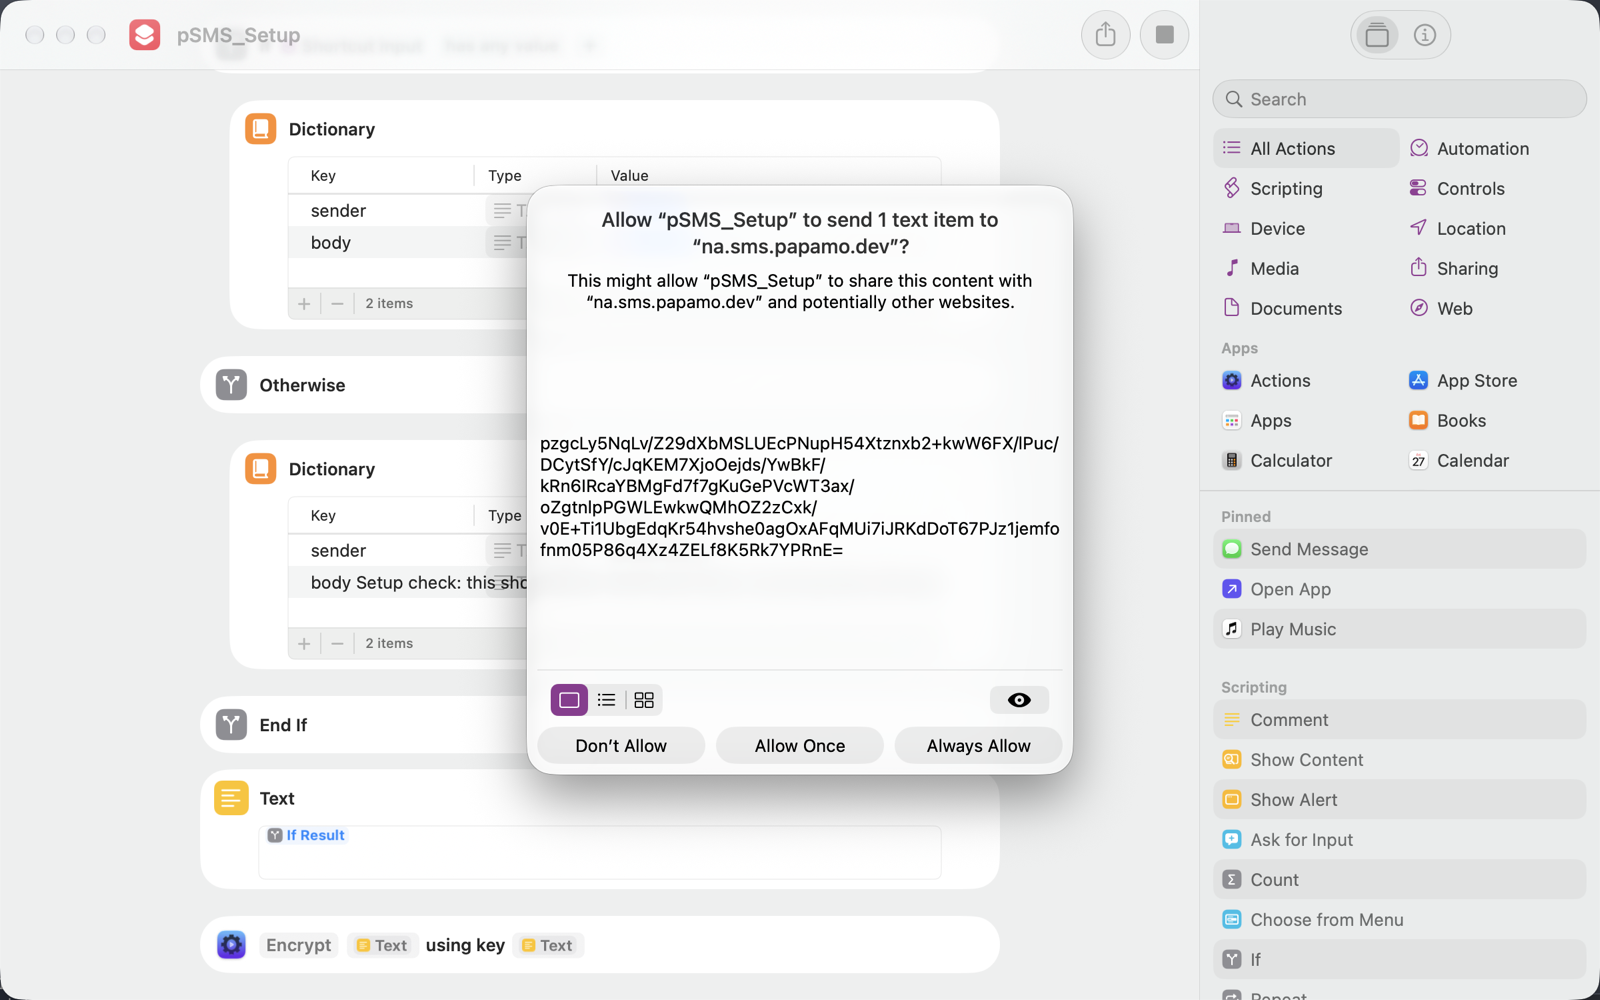 pSMS_Setup
Dictionary
Key Type Value
sender
body
2 items
Otherwise
Dictionary
Key Type
sender
body Setup check: this
2 items
End If
Text
If Result
Encrypt Text using key Text
Allow “pSMS_Setup” to send 1 text item to
“na.sms.papamo.dev”?
This might allow “pSMS_Setup” to share this content with
“na.sms.papamo.dev” and potentially other websites.
pzgcLy5NqLv/Z29dXbMSLUEcPNupH54Xtznxb2+kwW6FX/lPuc/
DCytSfY/cJqKEM7XjoOejds/YwBkF/
kRn6IRcaYBMgFd7f7gKuGePVcWT3ax/
oZgtnlpPGWLEwkwQMhOZ2zCxk/
v0E+Ti1UbgEdqKr54hvshe0agOxAFqMUi7iJRKdDoT67PJz1jemfo
fnm05P86q4Xz4ZELf8K5Rk7YPRnE=
Don’t Allow
Allow Once
Always Allow
Search
All Actions Automation
Scripting Controls
Device Location
Media Sharing
Documents Web
Apps
Actions App Store
Apps Books
Calculator 27 Calendar
Pinned
Send Message
Open App
Play Music
Scripting
Comment
Show Content
Show Alert
Ask for Input
Count
Choose from Menu
If
Repeat